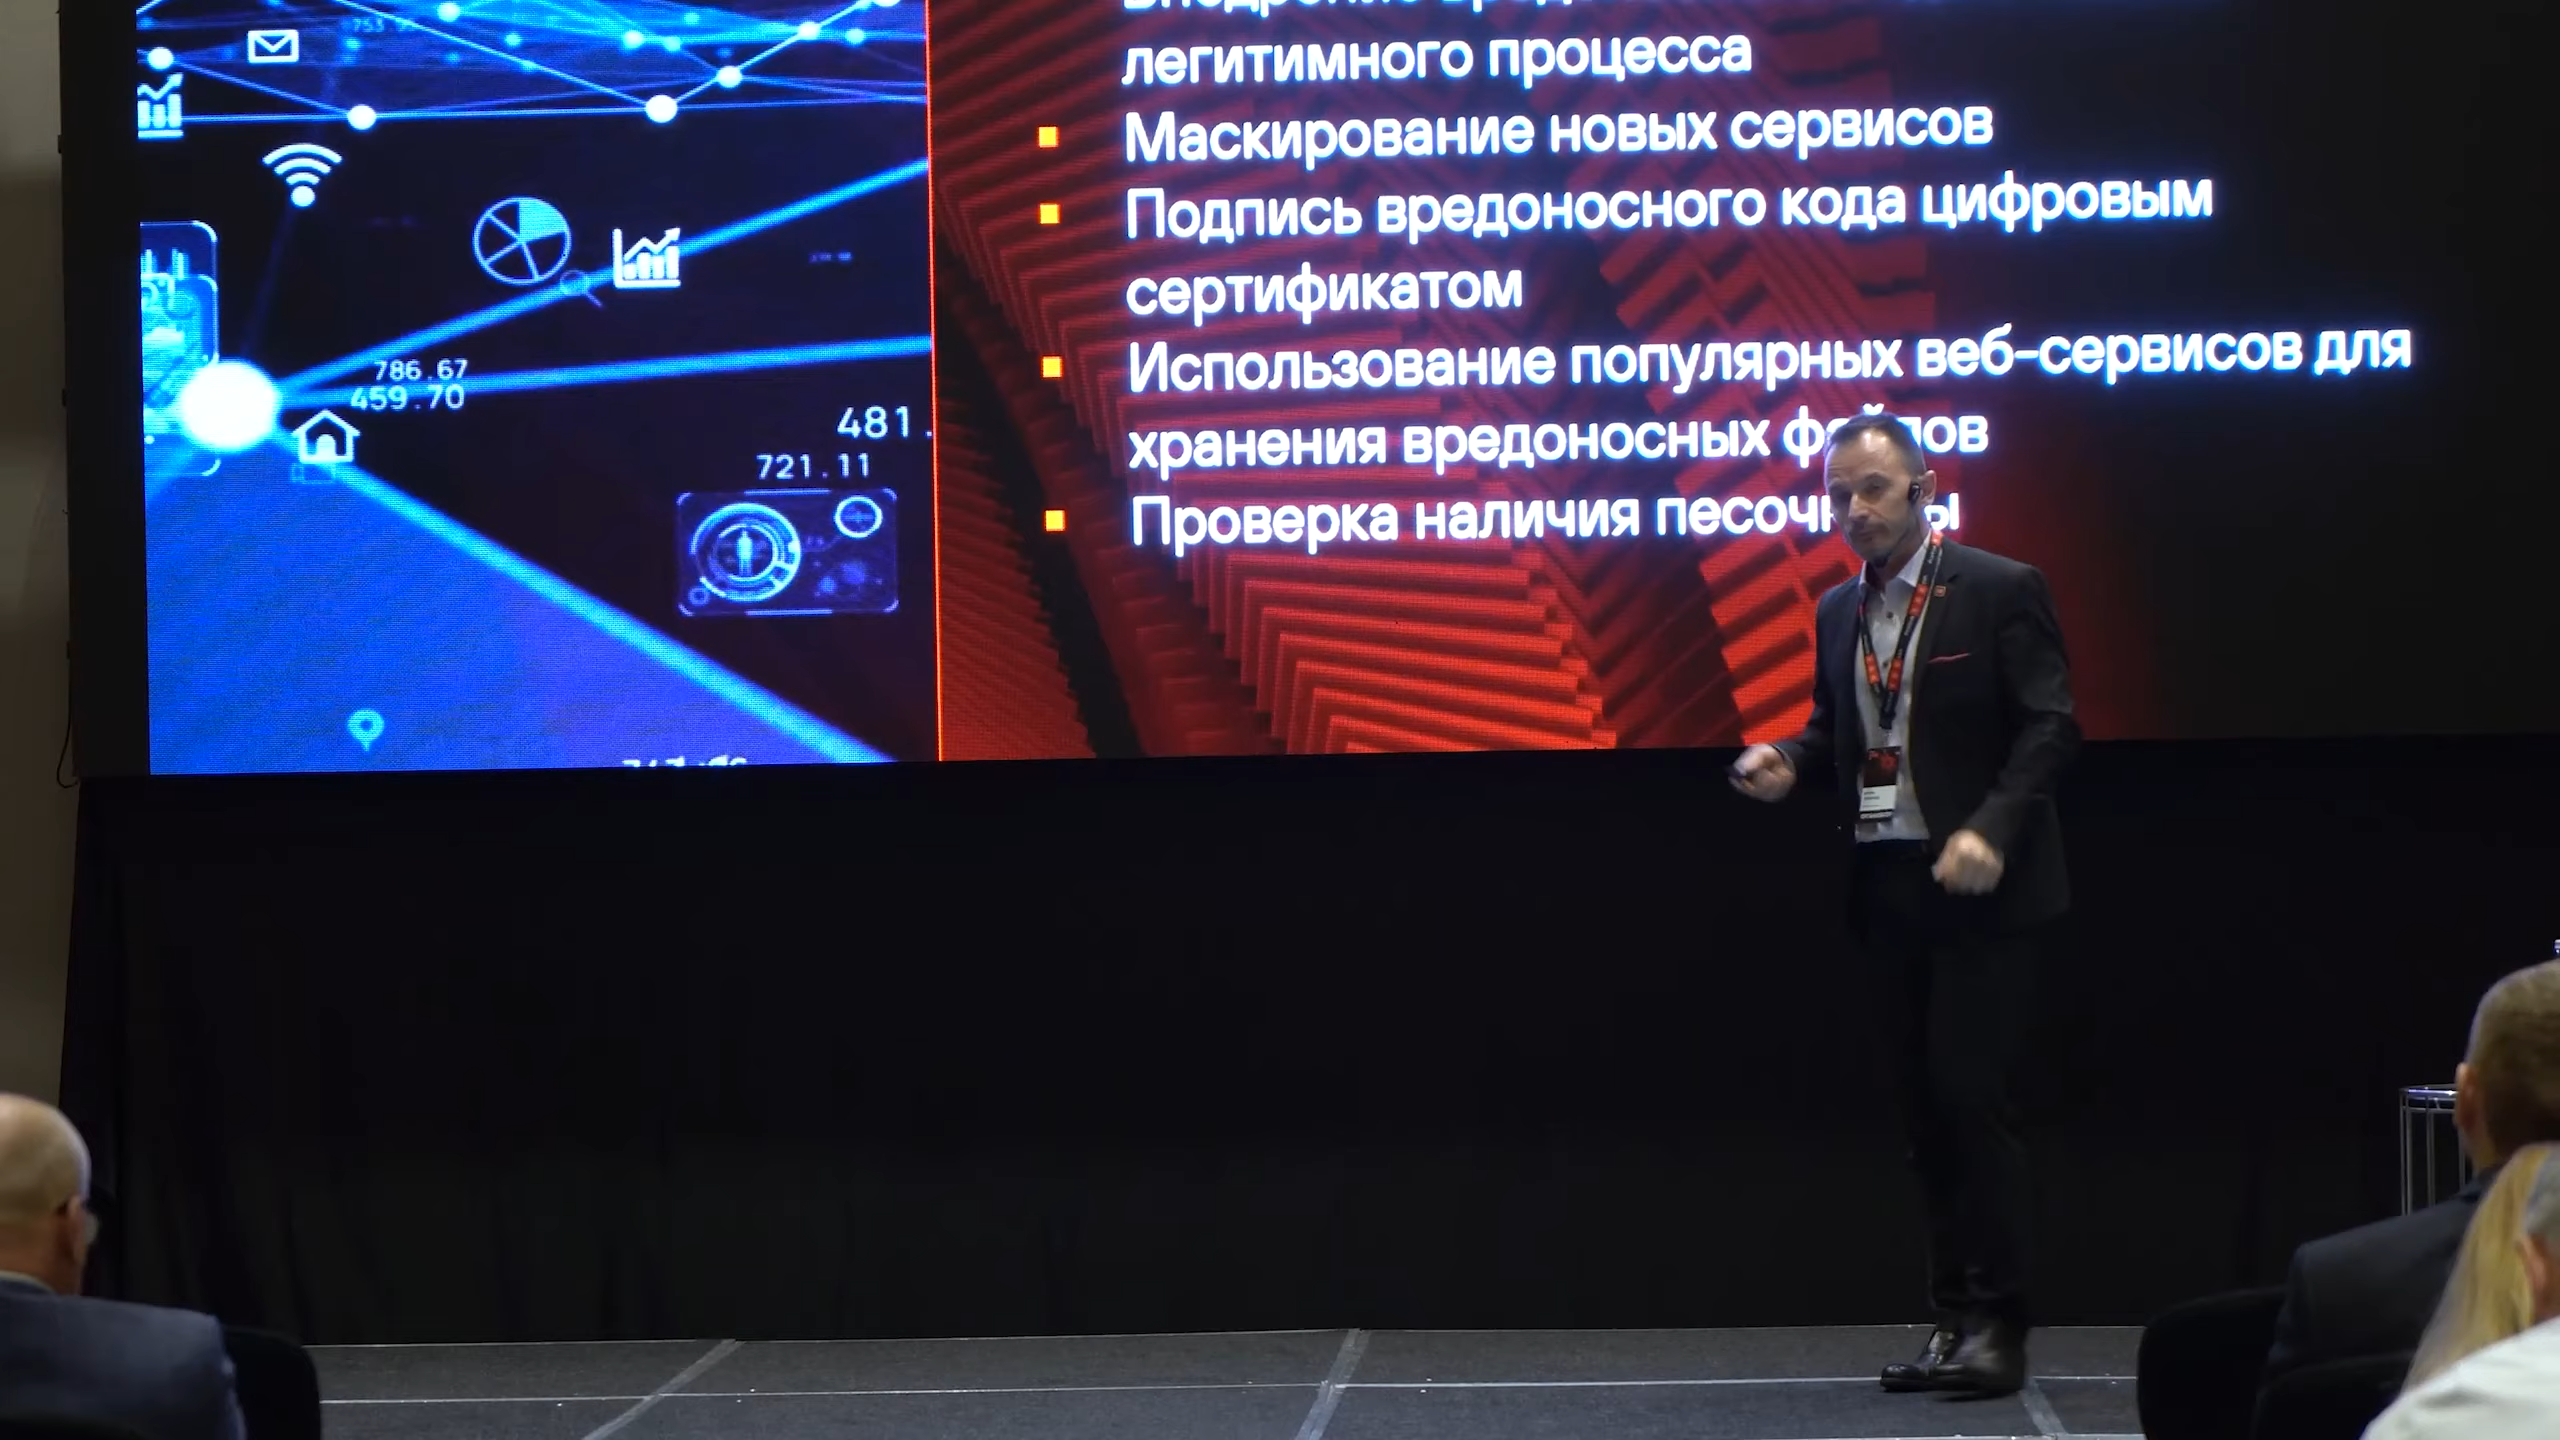 легитимного процесса
Маскирование новых сервисов
Подпись вредоносного кода цифровым
сертификатом
Использование популярных веб-сервисов для
хранения вредоносных
Проверка наличия
786.67
459.70
481.
721.11